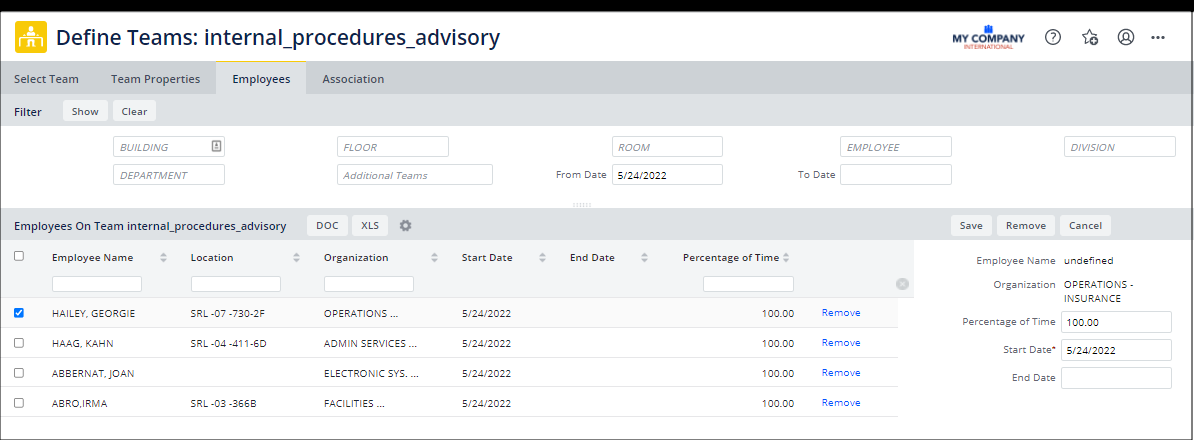 Define Teams: internal_procedures_advisory
MY COMPANY
INTERNATIONAL
Select Team Team Properties Employees Association
Filter Show Clear
BUILDING FLOOR ROOM EMPLOYEE DIVISION
DEPARTMENT Additional Teams From Date 5/24/2022 To Date
Employees On Team internal_procedures_advisory DOC XLS Save Remove Cancel
Employee Name Location Organization Start Date End Date Percentage of Time
HAILEY, GEORGIE SRL -07 -730-2F OPERATIONS ... 5/24/2022 100.00 Remove
HAAG, KAHN SRL -04 -411-6D ADMIN SERVICES ... 5/24/2022 100.00 Remove
ABBERNAT, JOAN ELECTRONIC SYS. ... 5/24/2022 100.00 Remove
ABRO,IRMA SRL -03 -366B FACILITIES ... 5/24/2022 100.00 Remove
Employee Name undefined
Organization OPERATIONS -
INSURANCE
Percentage of Time 100.00
Start Date* 5/24/2022
End Date